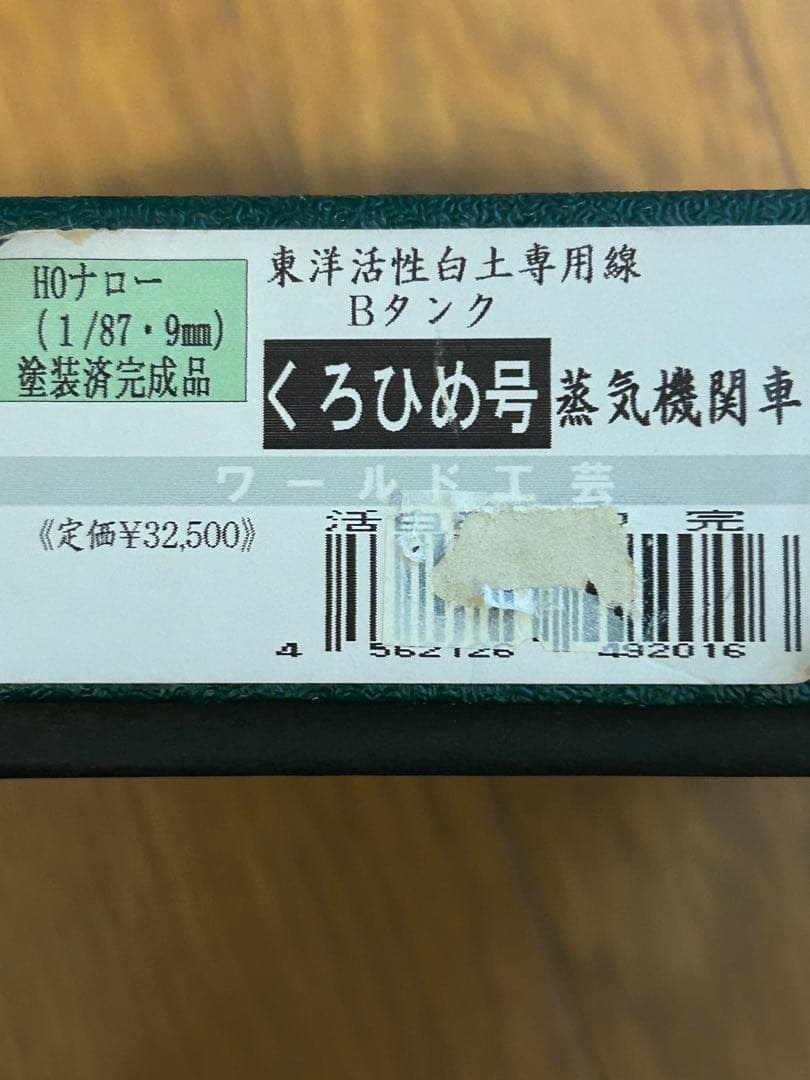 HOナロー
(1/87・9mm)
塗装済完成品
東洋活性白土専用線
Bタンク
くろひめ号 蒸気機関車
ワールド工芸
《定価¥32,500》
活 完
4 562126 492016